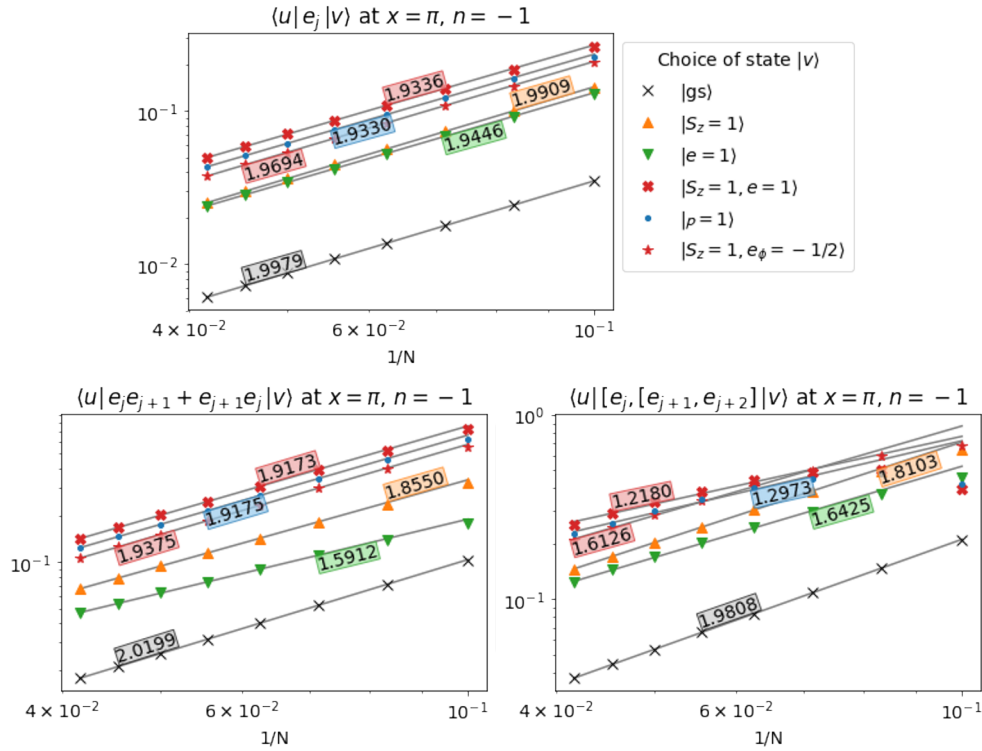 ⟨u| e_j |v⟩ at x = π, n = −1
10^{-1}
10^{-2}
1.9336
1.9909
1.9330
1.9446
1.9694
1.9979
4 × 10^{-2}
6 × 10^{-2}
10^{-1}
1/N
Choice of state |v⟩
|gs⟩
|S_z = 1⟩
|e = 1⟩
|S_z = 1, e = 1⟩
|_p = 1⟩
|S_z = 1, e_ϕ = − 1/2⟩
⟨u| e_j e_{j+1} + e_{j+1} e_j |v⟩ at x = π, n = −1
10^{-1}
1.9173
1.8550
1.9175
1.9375
1.5912
2.0199
4 × 10^{-2}
6 × 10^{-2}
10^{-1}
1/N
⟨u| [e_j, [e_{j+1}, e_{j+2}] |v⟩ at x = π, n = −1
10^0
10^{-1}
1.2180
1.2973
1.8103
1.6425
1.6126
1.9808
4 × 10^{-2}
6 × 10^{-2}
10^{-1}
1/N